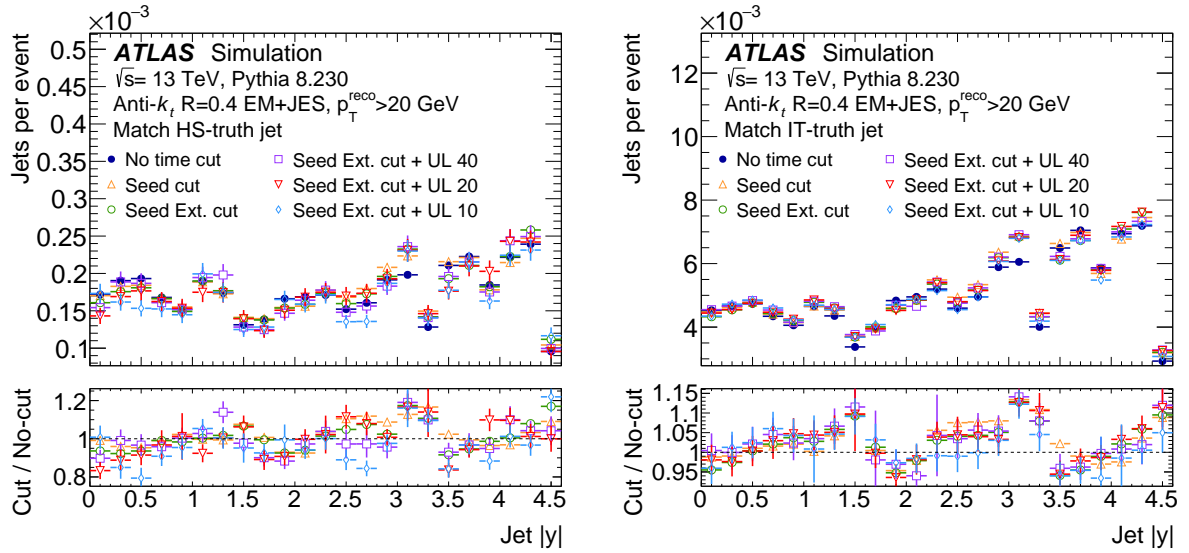 ×10⁻³
Jets per event
0.5
0.45
0.4
0.35
0.3
0.25
0.2
0.15
0.1
ATLAS Simulation
√s= 13 TeV, Pythia 8.230
Anti-kₜ R=0.4 EM+JES, p_T^reco>20 GeV
Match HS-truth jet
No time cut
Seed cut
Seed Ext. cut
Seed Ext. cut + UL 40
Seed Ext. cut + UL 20
Seed Ext. cut + UL 10
Cut / No-cut
1.2
1
0.8
0 0.5 1 1.5 2 2.5 3 3.5 4 4.5
Jet |y|
×10⁻³
Jets per event
12
10
8
6
4
ATLAS Simulation
√s= 13 TeV, Pythia 8.230
Anti-kₜ R=0.4 EM+JES, p_T^reco>20 GeV
Match IT-truth jet
No time cut
Seed cut
Seed Ext. cut
Seed Ext. cut + UL 40
Seed Ext. cut + UL 20
Seed Ext. cut + UL 10
Cut / No-cut
1.15
1.1
1.05
1
0.95
0 0.5 1 1.5 2 2.5 3 3.5 4 4.5
Jet |y|